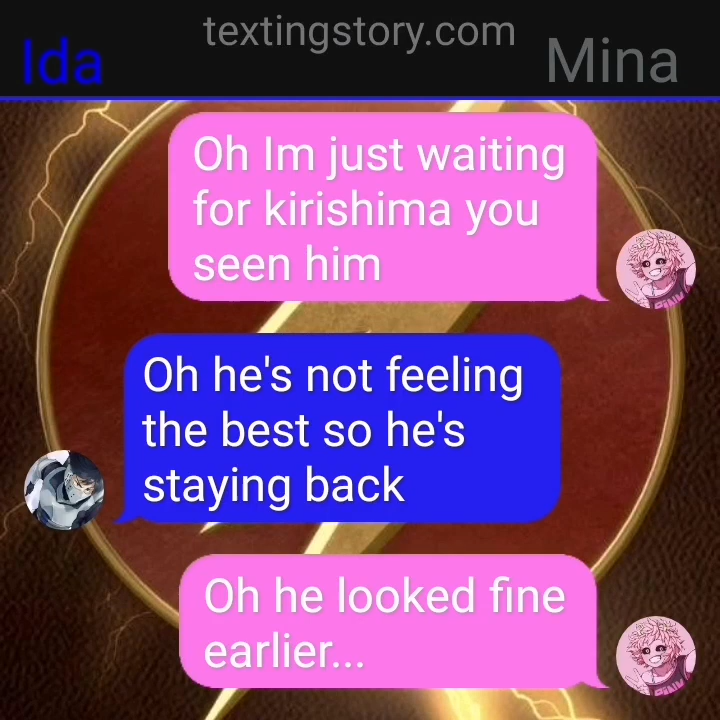 textingstory.com
Ida
Mina
Oh Im just waiting
for kirishima you
seen him
Oh he's not feeling
the best so he's
staying back
Oh he looked fine
earlier...